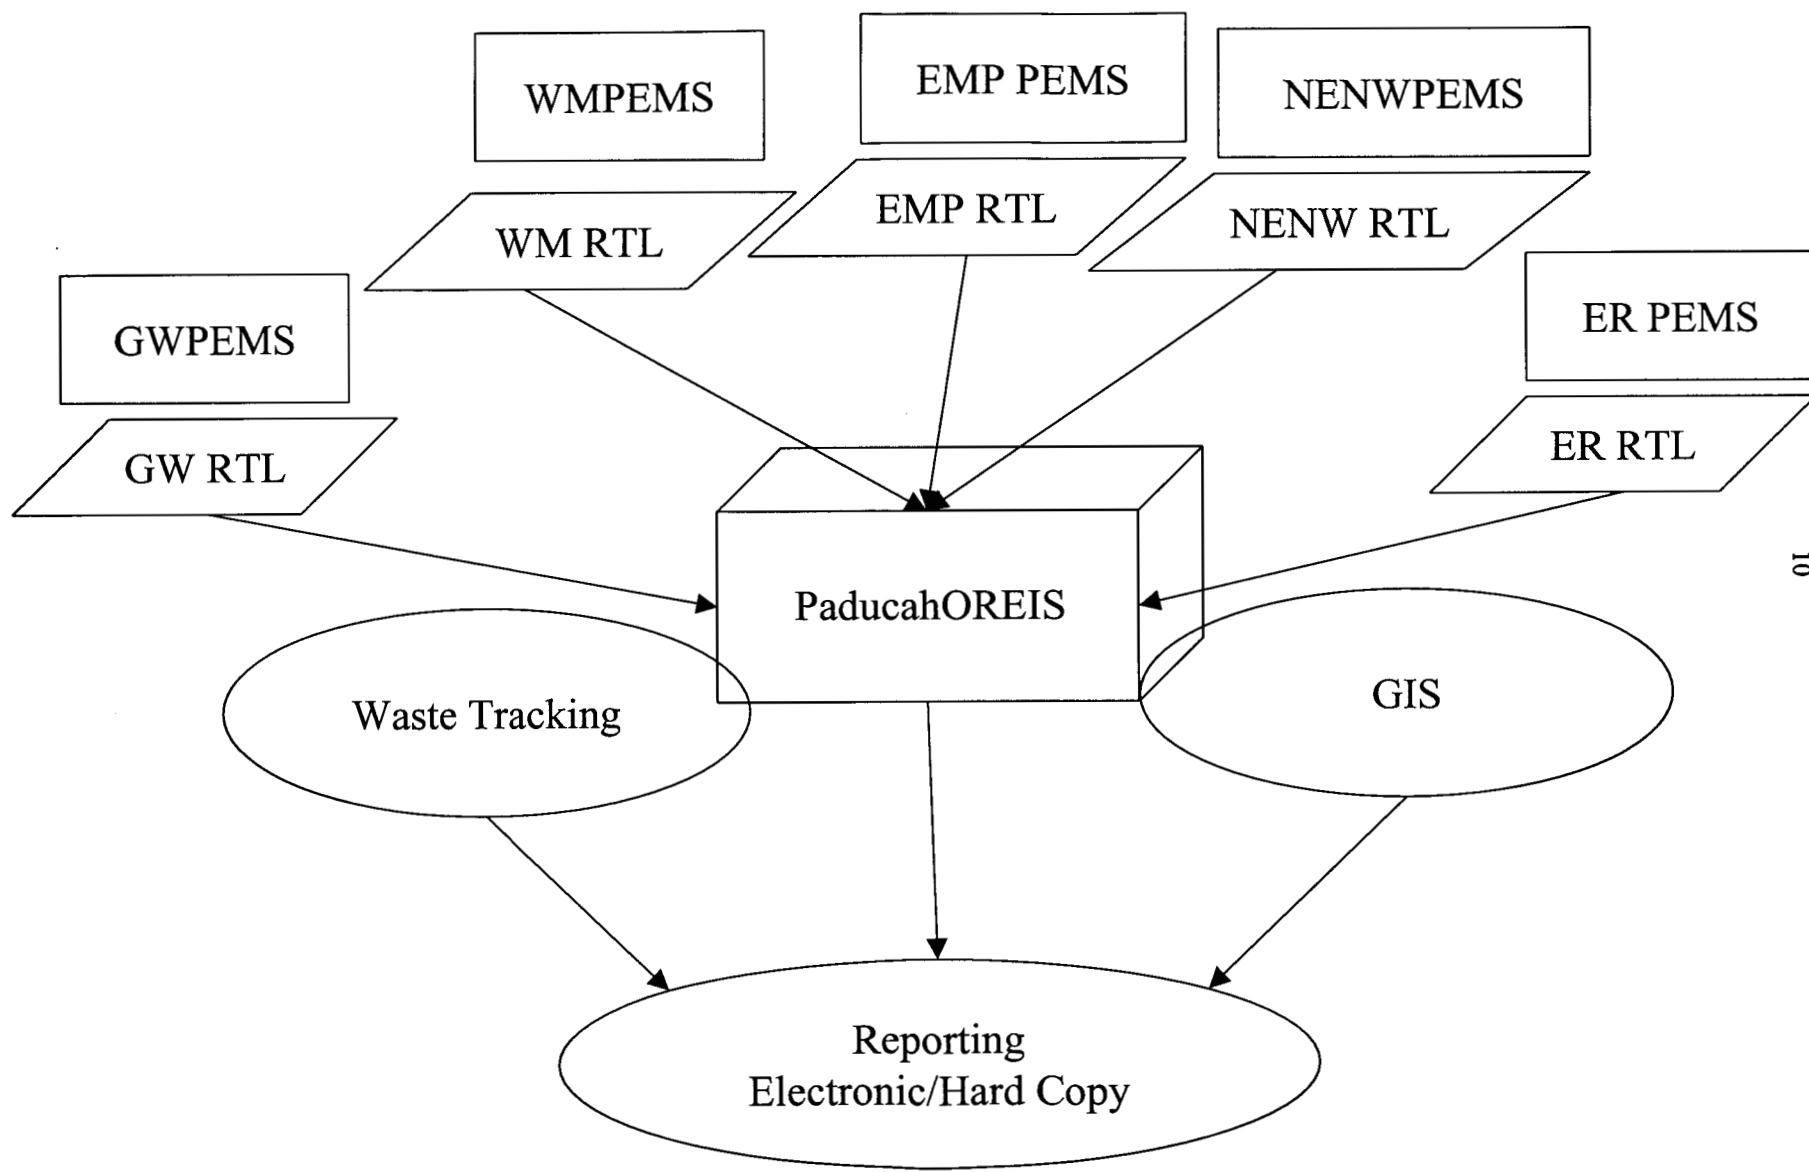 WMPEMS
EMP PEMS
NENWPEMS
WM RTL
EMP RTL
NENW RTL
GWPEMS
ER PEMS
GW RTL
ER RTL
10
PaducahOREIS
Waste Tracking
GIS
Reporting
Electronic/Hard Copy